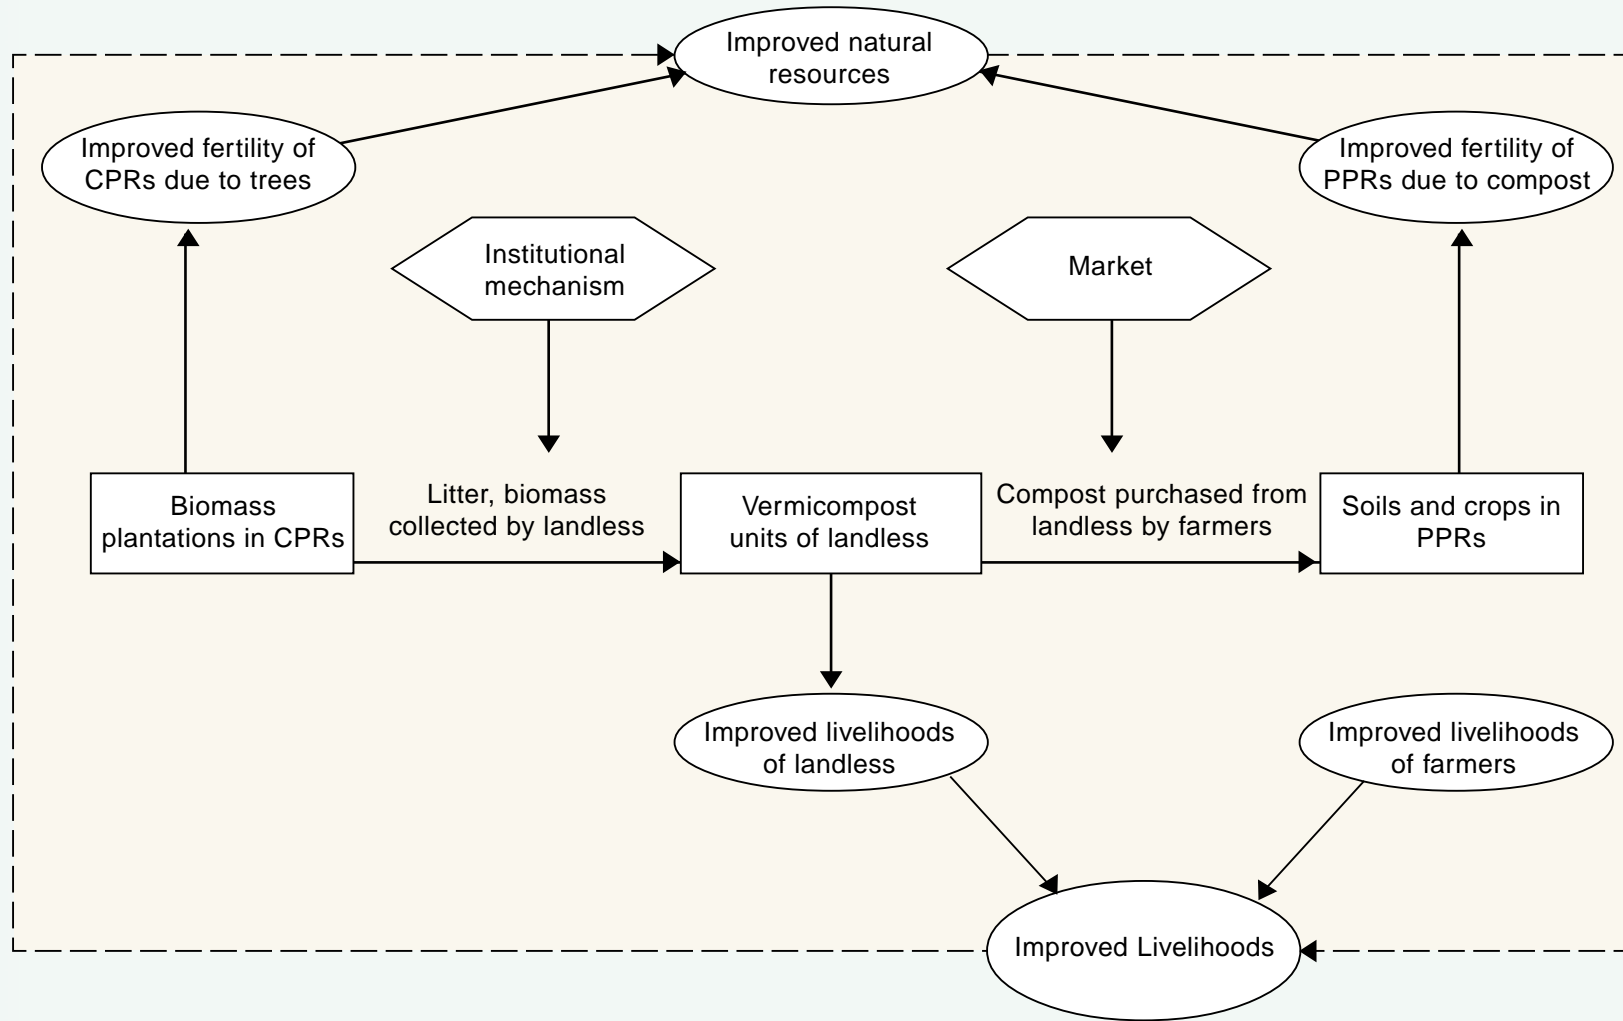 Improved natural
resources
Improved fertility of
CPRs due to trees
Improved fertility of
PPRs due to compost
Institutional
mechanism
Market
Biomass
plantations in CPRs
Litter, biomass
collected by landless
Vermicompost
units of landless
Compost purchased from
landless by farmers
Soils and crops in
PPRs
Improved livelihoods
of landless
Improved livelihoods
of farmers
Improved Livelihoods